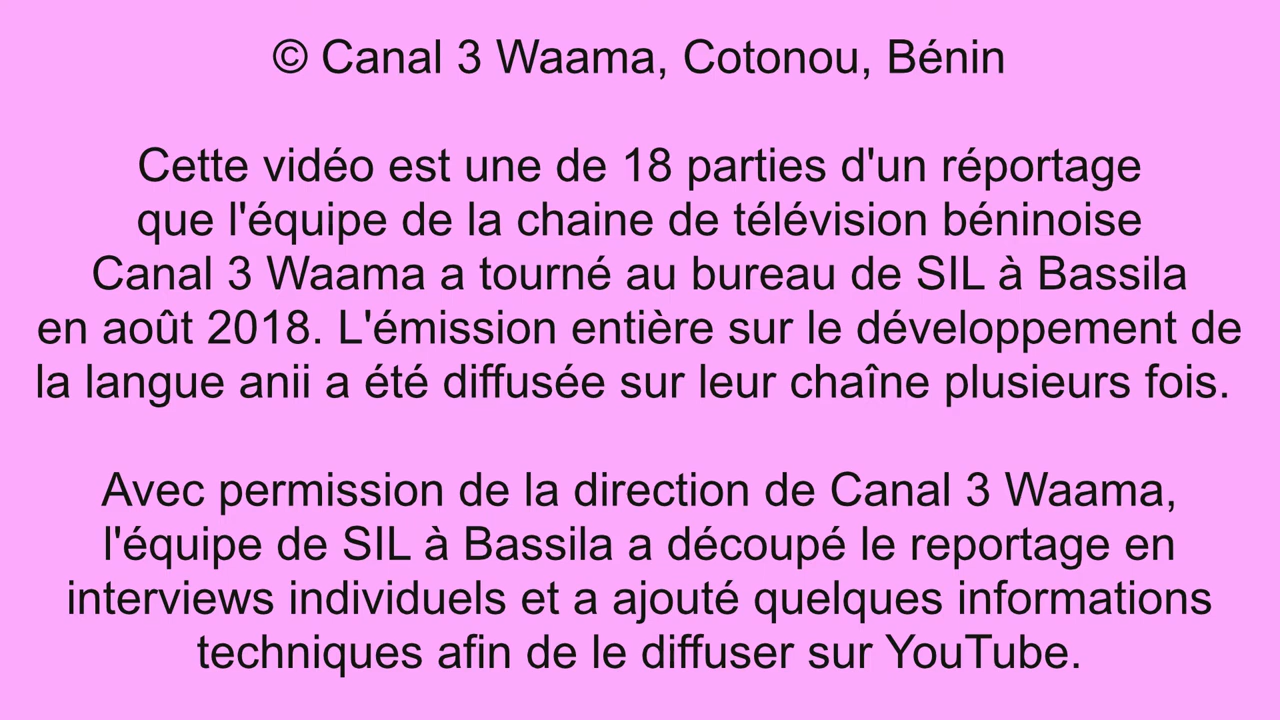 © Canal 3 Waama, Cotonou, Bénin
Cette vidéo est une de 18 parties d'un réportage
que l'équipe de la chaine de télévision béninoise
Canal 3 Waama a tourné au bureau de SIL à Bassila
en août 2018. L'émission entière sur le développement de
la langue anii a été diffusée sur leur chaîne plusieurs fois.
Avec permission de la direction de Canal 3 Waama,
l'équipe de SIL à Bassila a découpé le reportage en
interviews individuels et a ajouté quelques informations
techniques afin de le diffuser sur YouTube.